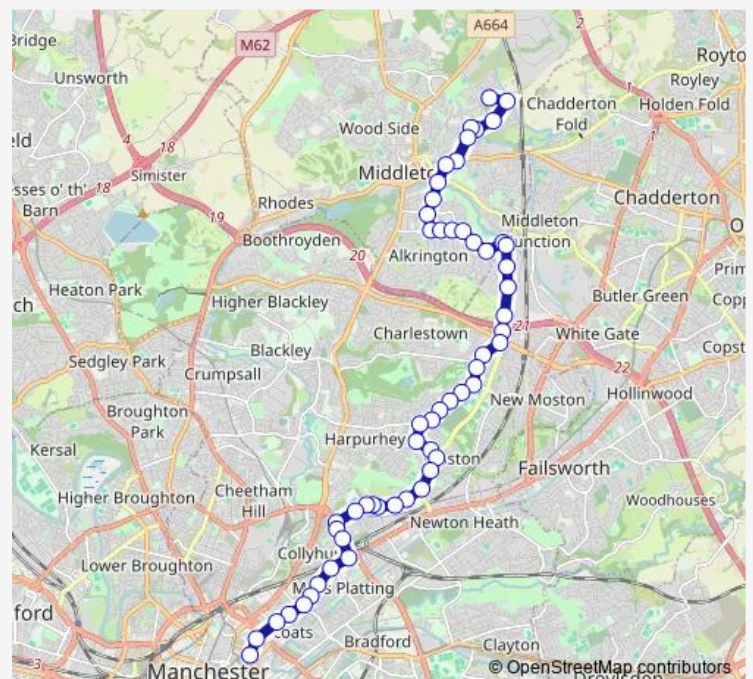 A664
2
Bridge
M62
Royto
Unsworth
Royley
1
Chadderton
Fold
Holden Fold
Wood Side
4
18
1
eld
Simister
Middleto
sses o' th'
Barn
18
Rhodes
Chadderton
19
Middleton
Junction
O
Boothroyden
20
Alkrington
Prim
Heaton Park
Butler Green
Copp
ch
Higher Blackley
21
Charlestown
White Gate
Blackley
Copst
Sedgley Park
22
Crumpsall
Hollinwood
New Moston
Broughton
Park
Harpurhey
Kersal
ston
Failsworth
Cheetham
Hill
Higher Broughton
Woodhouses
Newton Heath
Collyhu
Lower Broughton
M
s Platting
ford
coats
Bradford
Clayton
3
Manchester
© OpenStreetMap contributors
Droylsden